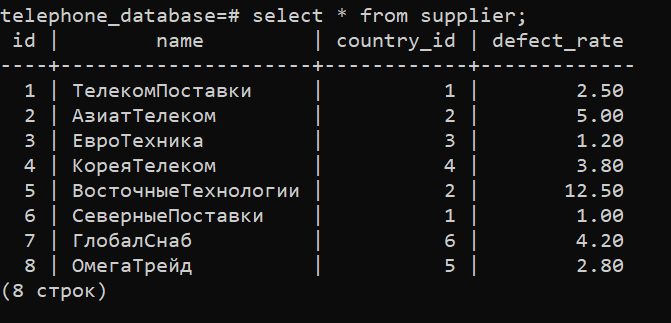 telephone_database=# select * from supplier;
 id |        name         | country_id | defect_rate
----+---------------------+------------+-------------
  1 | ТелекомПоставки     |          1 |        2.50
  2 | АзиатТелеком        |          2 |        5.00
  3 | ЕвроТехника         |          3 |        1.20
  4 | КореяТелеком        |          4 |        3.80
  5 | ВосточныеТехнологии |          2 |       12.50
  6 | СеверныеПоставки    |          1 |        1.00
  7 | ГлобалСнаб          |          6 |        4.20
  8 | ОмегаТрейд          |          5 |        2.80
(8 строк)